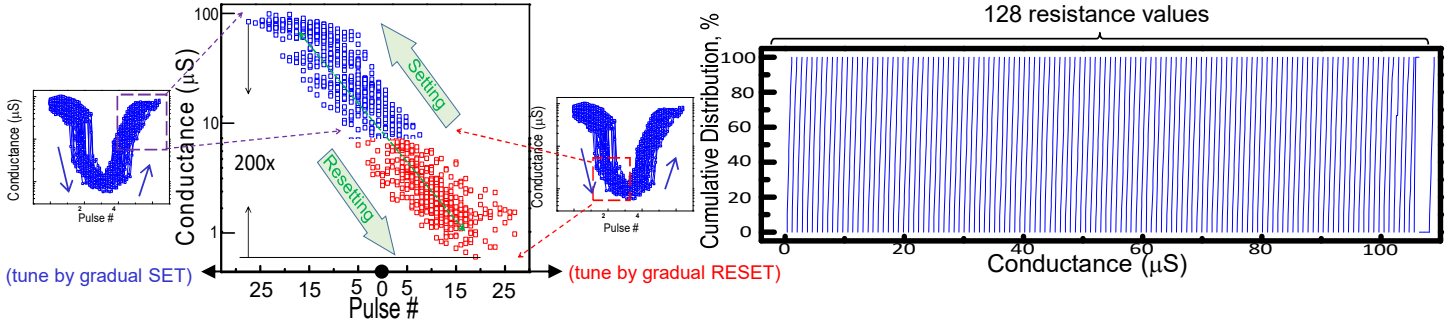 Conductance (μS)
2
4
Pulse #
(tune by gradual SET)
Conductance (μS)
100
10
1
200x
Setting
Resetting
25
15
5
0
5
15
25
Pulse #
Conductance (μS)
2
4
Pulse #
(tune by gradual RESET)
128 resistance values
Cumulative Distribution, %
100
80
60
40
20
0
0
20
40
60
80
100
Conductance (μS)